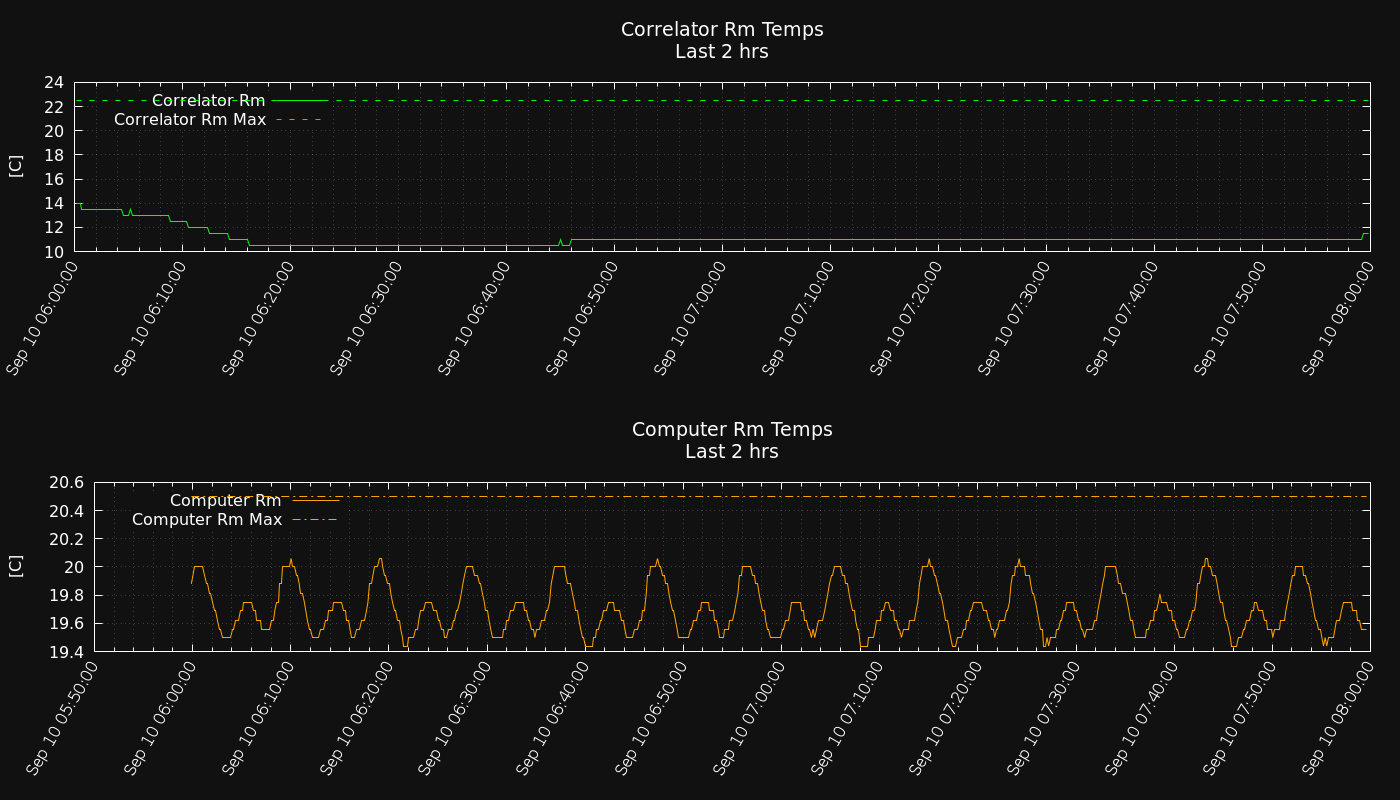 Correlator Rm Temps
Last 2 hrs
24
22
20
18
16
14
12
10
[C]
Correlator Rm
Correlator Rm Max
Sep 10 06:00:00
Sep 10 06:10:00
Sep 10 06:20:00
Sep 10 06:30:00
Sep 10 06:40:00
Sep 10 06:50:00
Sep 10 07:00:00
Sep 10 07:10:00
Sep 10 07:20:00
Sep 10 07:30:00
Sep 10 07:40:00
Sep 10 07:50:00
Sep 10 08:00:00
Computer Rm Temps
Last 2 hrs
20.6
20.4
20.2
20
19.8
19.6
19.4
[C]
Computer Rm
Computer Rm Max
Sep 10 05:50:00
Sep 10 06:00:00
Sep 10 06:10:00
Sep 10 06:20:00
Sep 10 06:30:00
Sep 10 06:40:00
Sep 10 06:50:00
Sep 10 07:00:00
Sep 10 07:10:00
Sep 10 07:20:00
Sep 10 07:30:00
Sep 10 07:40:00
Sep 10 07:50:00
Sep 10 08:00:00